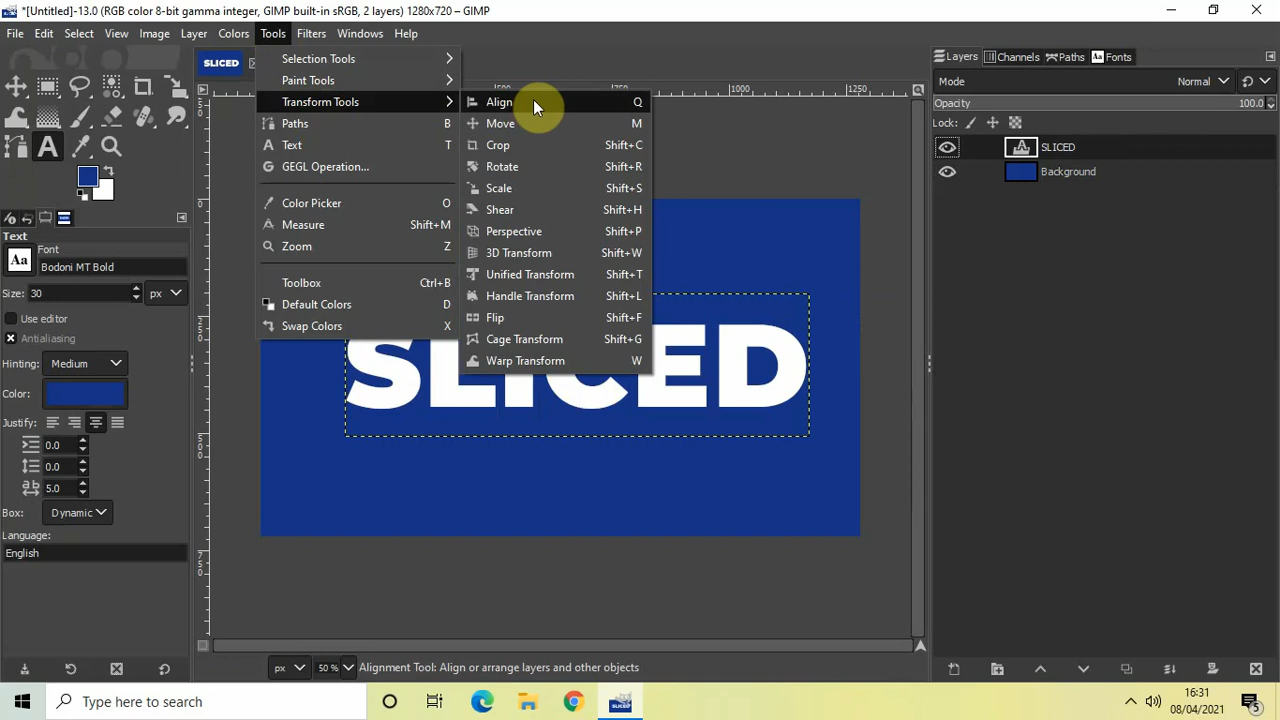 *[Untitled]-13.0 (RGB color 8-bit gamma integer, GIMP built-in sRGB, 2 layers) 1280x720 – GIMP
File Edit Select View Image Layer Colors Tools Filters Windows Help
SLICED
Selection Tools
Paint Tools
Transform Tools
Paths B
Text T
GEGL Operation...
Color Picker O
Measure Shift+M
Zoom Z
Toolbox Ctrl+B
Default Colors D
Swap Colors X
Align Q
Move M
Crop Shift+C
Rotate Shift+R
Scale Shift+S
Shear Shift+H
Perspective Shift+P
3D Transform Shift+W
Unified Transform Shift+T
Handle Transform Shift+L
Flip Shift+F
Cage Transform Shift+G
Warp Transform W
1000 1250
Text
Font
Aa Bodoni MT Bold
Size: 30 px
Use editor
Antialiasing
Hinting: Medium
Color:
Justify:
0.0
0.0
5.0
Box: Dynamic
Language:
English
SLICED
Layers Channels Paths Aa Fonts
Mode Normal
Opacity 100.0
Lock:
SLICED
Background
px 50 % Alignment Tool: Align or arrange layers and other objects
Type here to search
SLICED
16:31
08/04/2021
5